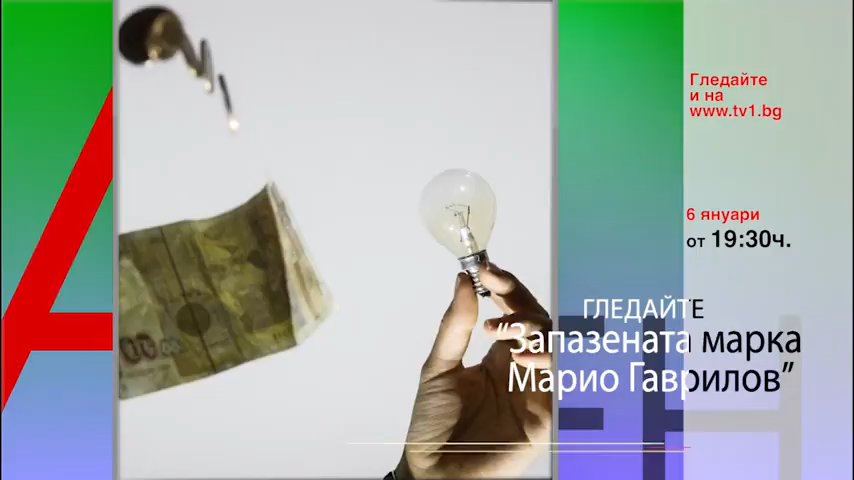 Гледайте
и на
www.tv1.bg
6 януари
от 19:30ч.
ГЛЕДАЙТЕ
“Запазената марка
Марио Гаврилов”